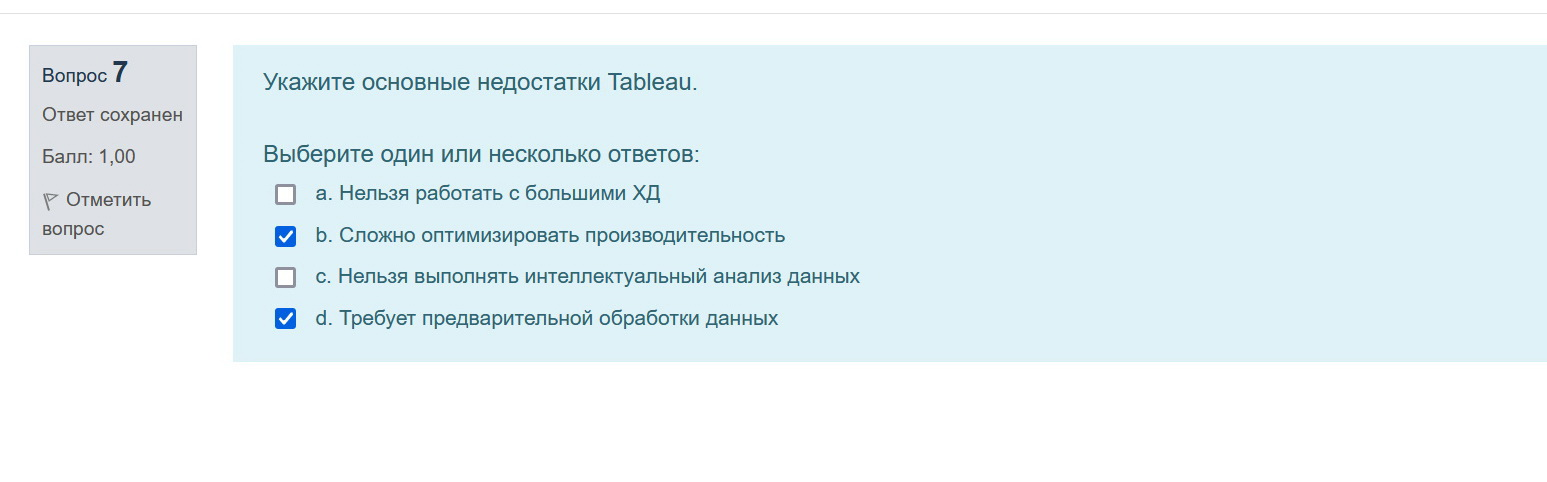 Вопрос 7
Ответ сохранен
Балл: 1,00
Отметить
вопрос
Укажите основные недостатки Tableau.
Выберите один или несколько ответов:
a. Нельзя работать с большими ХД
b. Сложно оптимизировать производительность
c. Нельзя выполнять интеллектуальный анализ данных
d. Требует предварительной обработки данных